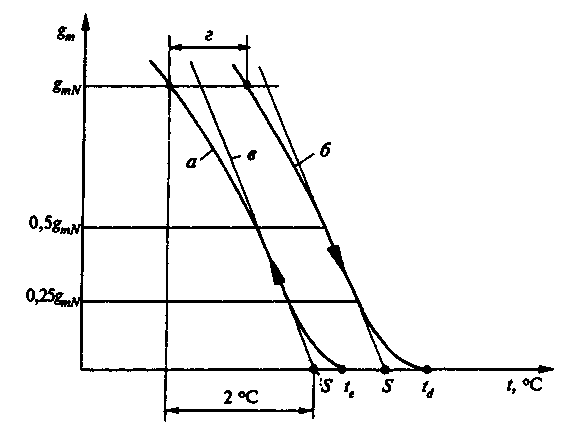 g_m
г
g_mN
а
в
б
0,5g_mN
0,25g_mN
S
t_e
S
t_d
t, °C
2 °C